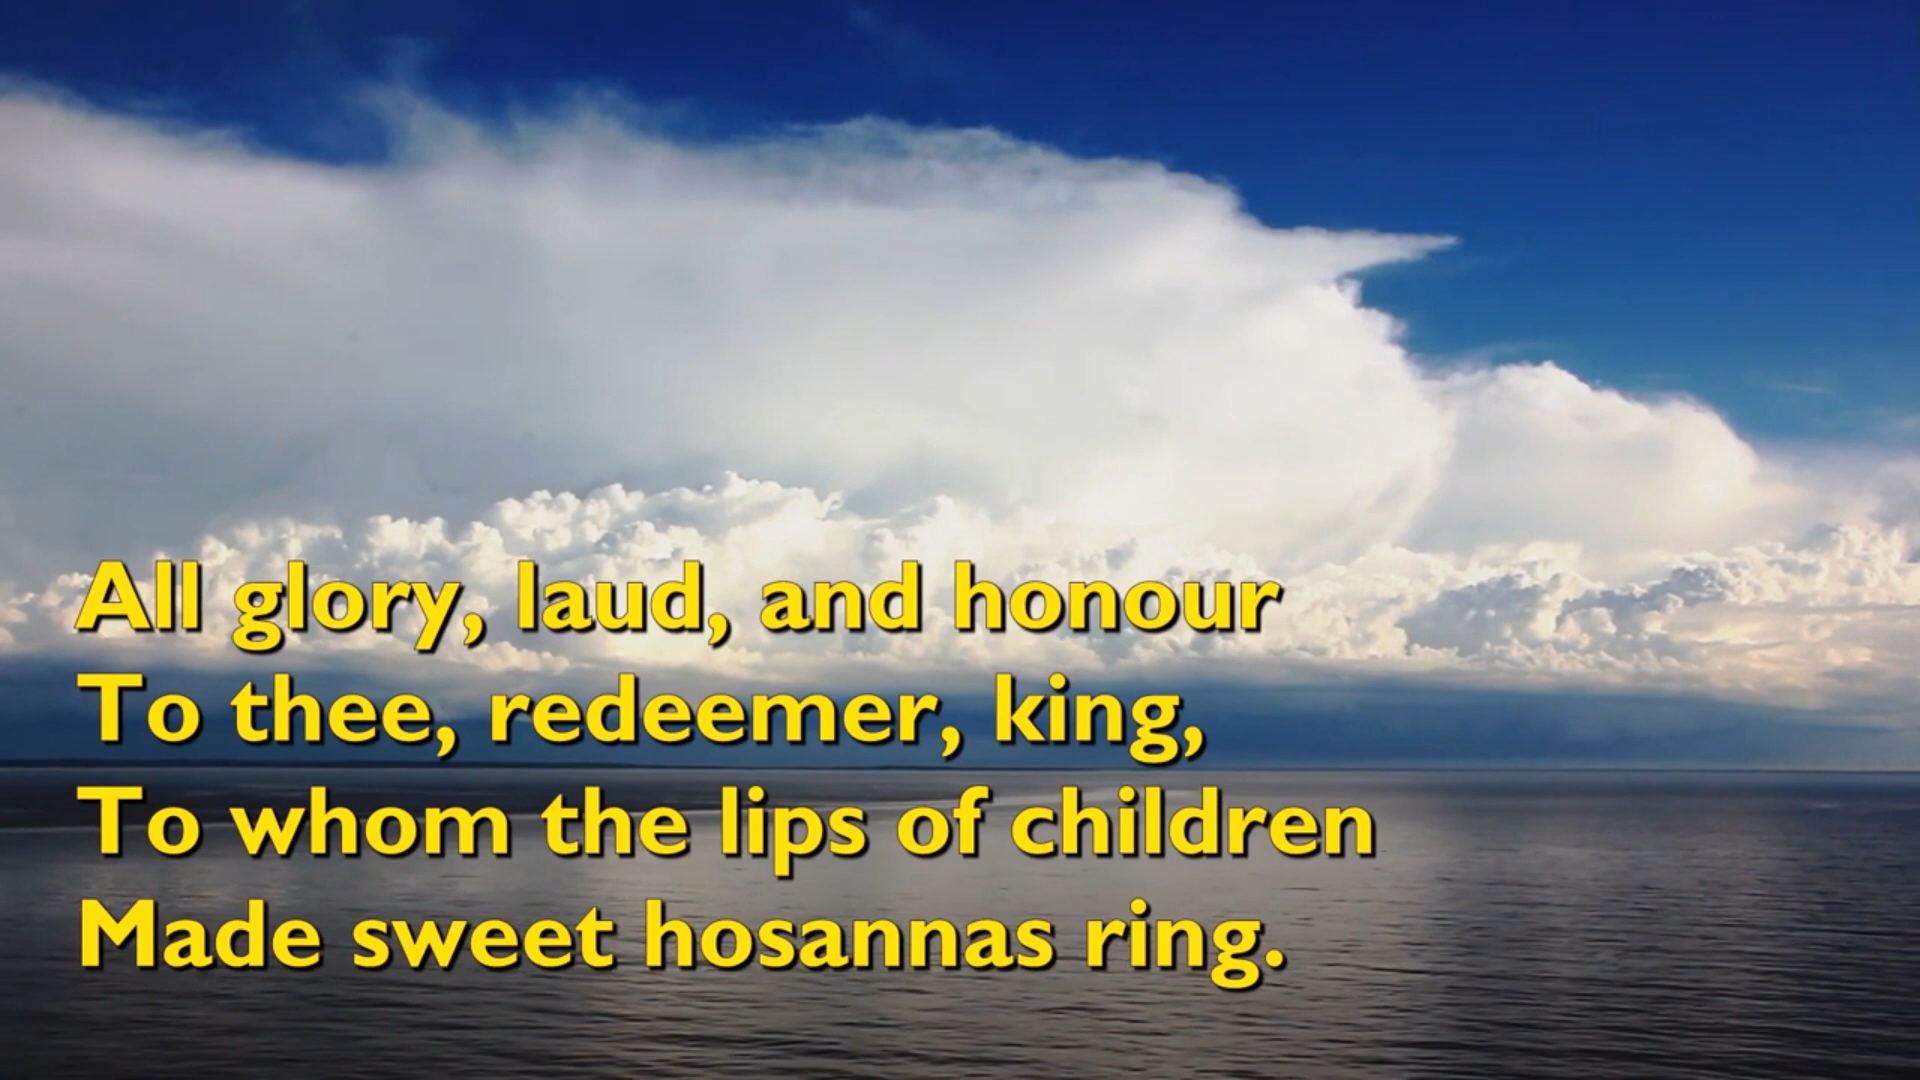 All glory, laud, and honour
To thee, redeemer, king,
To whom the lips of children
Made sweet hosannas ring.